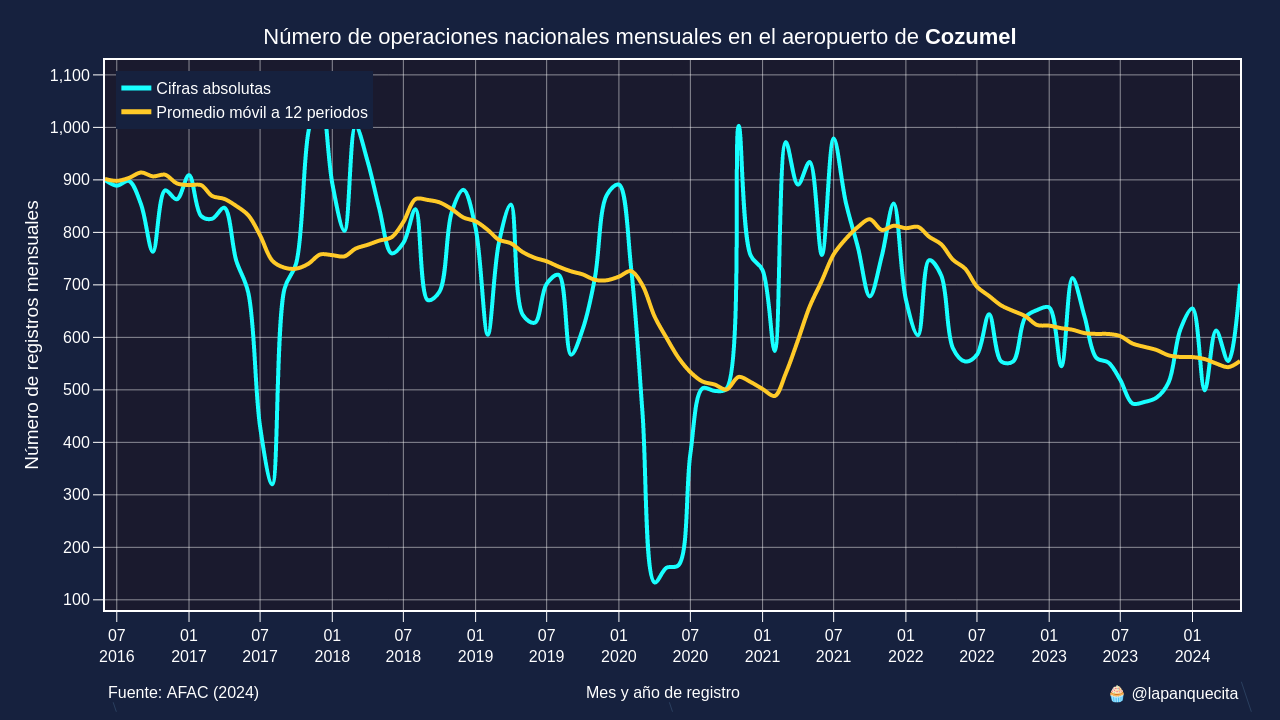 Número de operaciones nacionales mensuales en el aeropuerto de Cozumel
Cifras absolutas
Promedio móvil a 12 periodos
Número de registros mensuales
1,100
1,000
900
800
700
600
500
400
300
200
100
07 01 07 01 07 01 07 01 07 01 07 01 07 01 07 01
2016 2017 2017 2018 2018 2019 2019 2020 2020 2021 2021 2022 2022 2023 2023 2024
Fuente: AFAC (2024)
Mes y año de registro
🧁 @lapanquecita